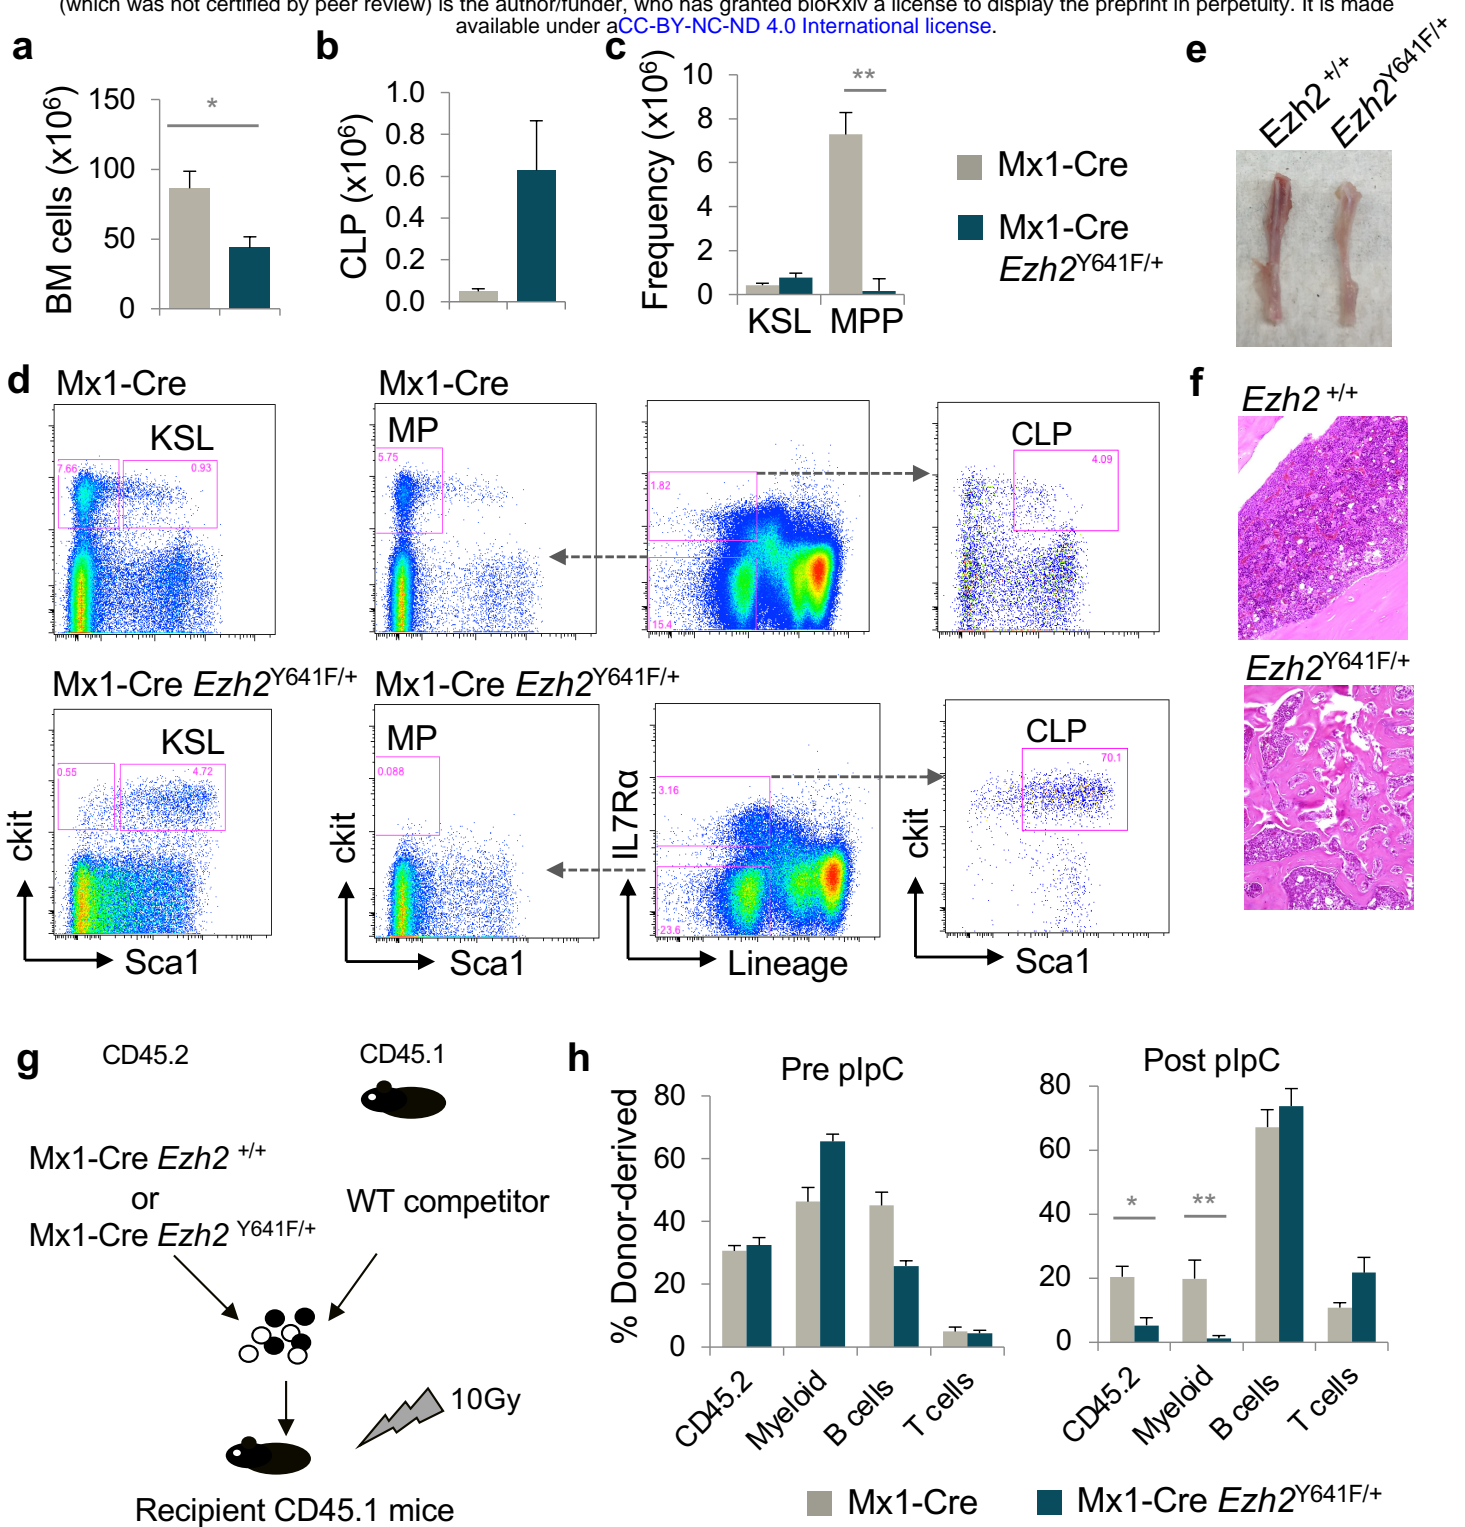 (which was not certified by peer review) is the author/funder, who has granted bioRxiv a license to display the preprint in perpetuity. It is made
available under aCC-BY-NC-ND 4.0 International license.
a
BM cells (x10⁶)
150
100
50
0
*
b
CLP (x10⁶)
1.0
0.8
0.6
0.4
0.2
0.0
c
Frequency (x10⁶)
10
8
6
4
2
0
**
KSL MPP
Mx1-Cre
Mx1-Cre
Ezh2Y641F/+
e
Ezh2 +/+
Ezh2Y641F/+
d
Mx1-Cre
KSL
7.66
0.93
Mx1-Cre
MP
5.75
1.82
15.4
CLP
4.09
Mx1-Cre Ezh2Y641F/+
KSL
0.55
4.72
ckit
Sca1
Mx1-Cre Ezh2Y641F/+
MP
0.088
ckit
Sca1
3.16
23.6
IL7Rα
Lineage
CLP
70.1
ckit
Sca1
f
Ezh2 +/+
Ezh2Y641F/+
g
CD45.2
CD45.1
Mx1-Cre Ezh2 +/+
or
Mx1-Cre Ezh2 Y641F/+
WT competitor
10Gy
Recipient CD45.1 mice
h
Pre pIpC
% Donor-derived
80
60
40
20
0
CD45.2
Myeloid
B cells
T cells
Post pIpC
80
60
40
20
0
*
**
CD45.2
Myeloid
B cells
T cells
Mx1-Cre
Mx1-Cre Ezh2Y641F/+